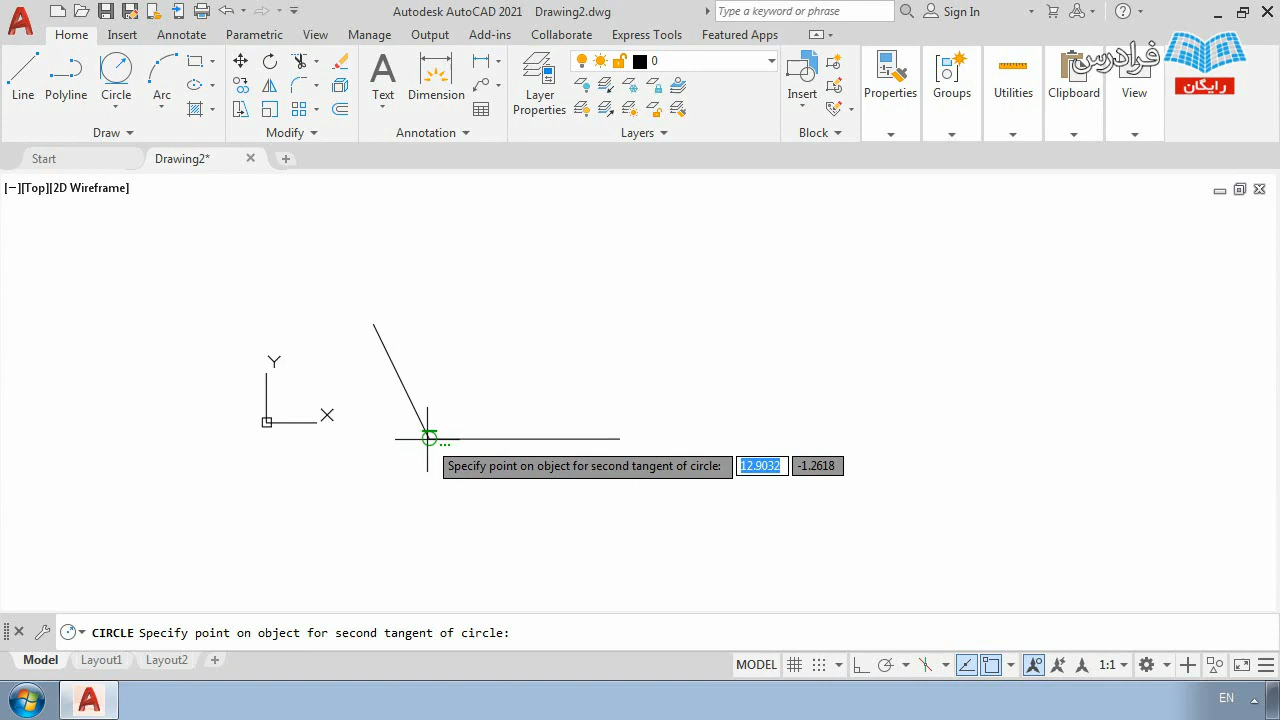 Autodesk AutoCAD 2021 Drawing2.dwg
Type a keyword or phrase
Sign In
Home Insert Annotate Parametric View Manage Output Add-ins Collaborate Express Tools Featured Apps
فرادرس
رایگان
0
Line Polyline Circle Arc
Text Dimension
Layer
Properties
Insert
Properties Groups Utilities Clipboard View
Draw Modify Annotation Layers Block
Start Drawing2*
[−][Top][2D Wireframe]
Y
X
Specify point on object for second tangent of circle: 12.9032 -1.2618
CIRCLE Specify point on object for second tangent of circle:
Model Layout1 Layout2
MODEL 1:1
EN